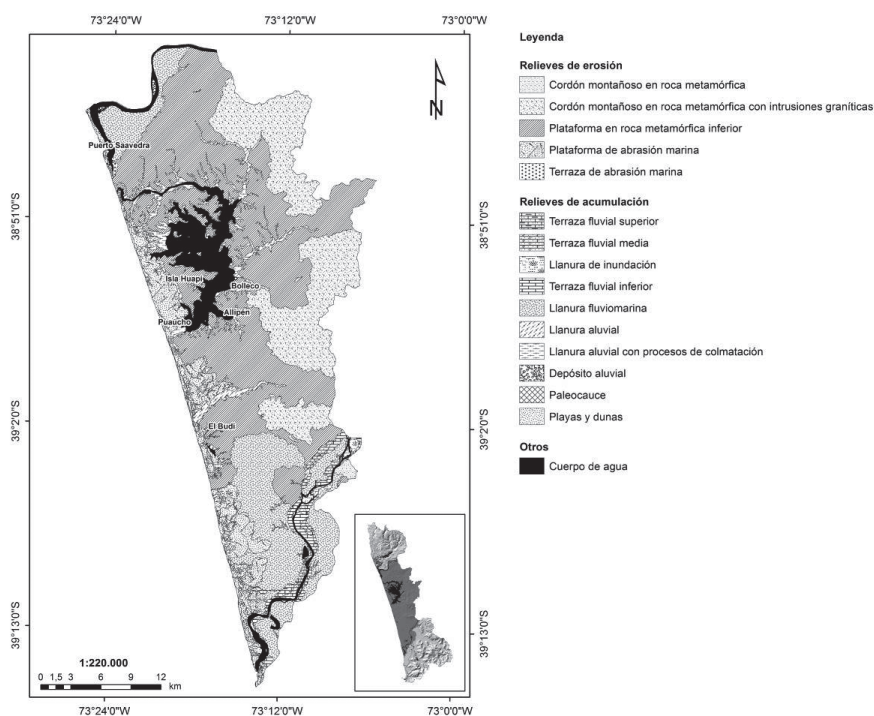 73°24'0"W 73°12'0"W 73°0'0"W
N
Puerto Saavedra
38°51'0"S 38°51'0"S
Isla Huapi
Bolleco
Allipén
Puaucho
39°2'0"S 39°2'0"S
El Budi
39°13'0"S 39°13'0"S
1:220.000
0 1,5 3 6 9 12
km
73°24'0"W 73°12'0"W 73°0'0"W
Leyenda
Relieves de erosión
Cordón montañoso en roca metamórfica
Cordón montañoso en roca metamórfica con intrusiones graníticas
Plataforma en roca metamórfica inferior
Plataforma de abrasión marina
Terraza de abrasión marina
Relieves de acumulación
Terraza fluvial superior
Terraza fluvial media
Llanura de inundación
Terraza fluvial inferior
Llanura fluviomarina
Llanura aluvial
Llanura aluvial con procesos de colmatación
Depósito aluvial
Paleocauce
Playas y dunas
Otros
Cuerpo de agua